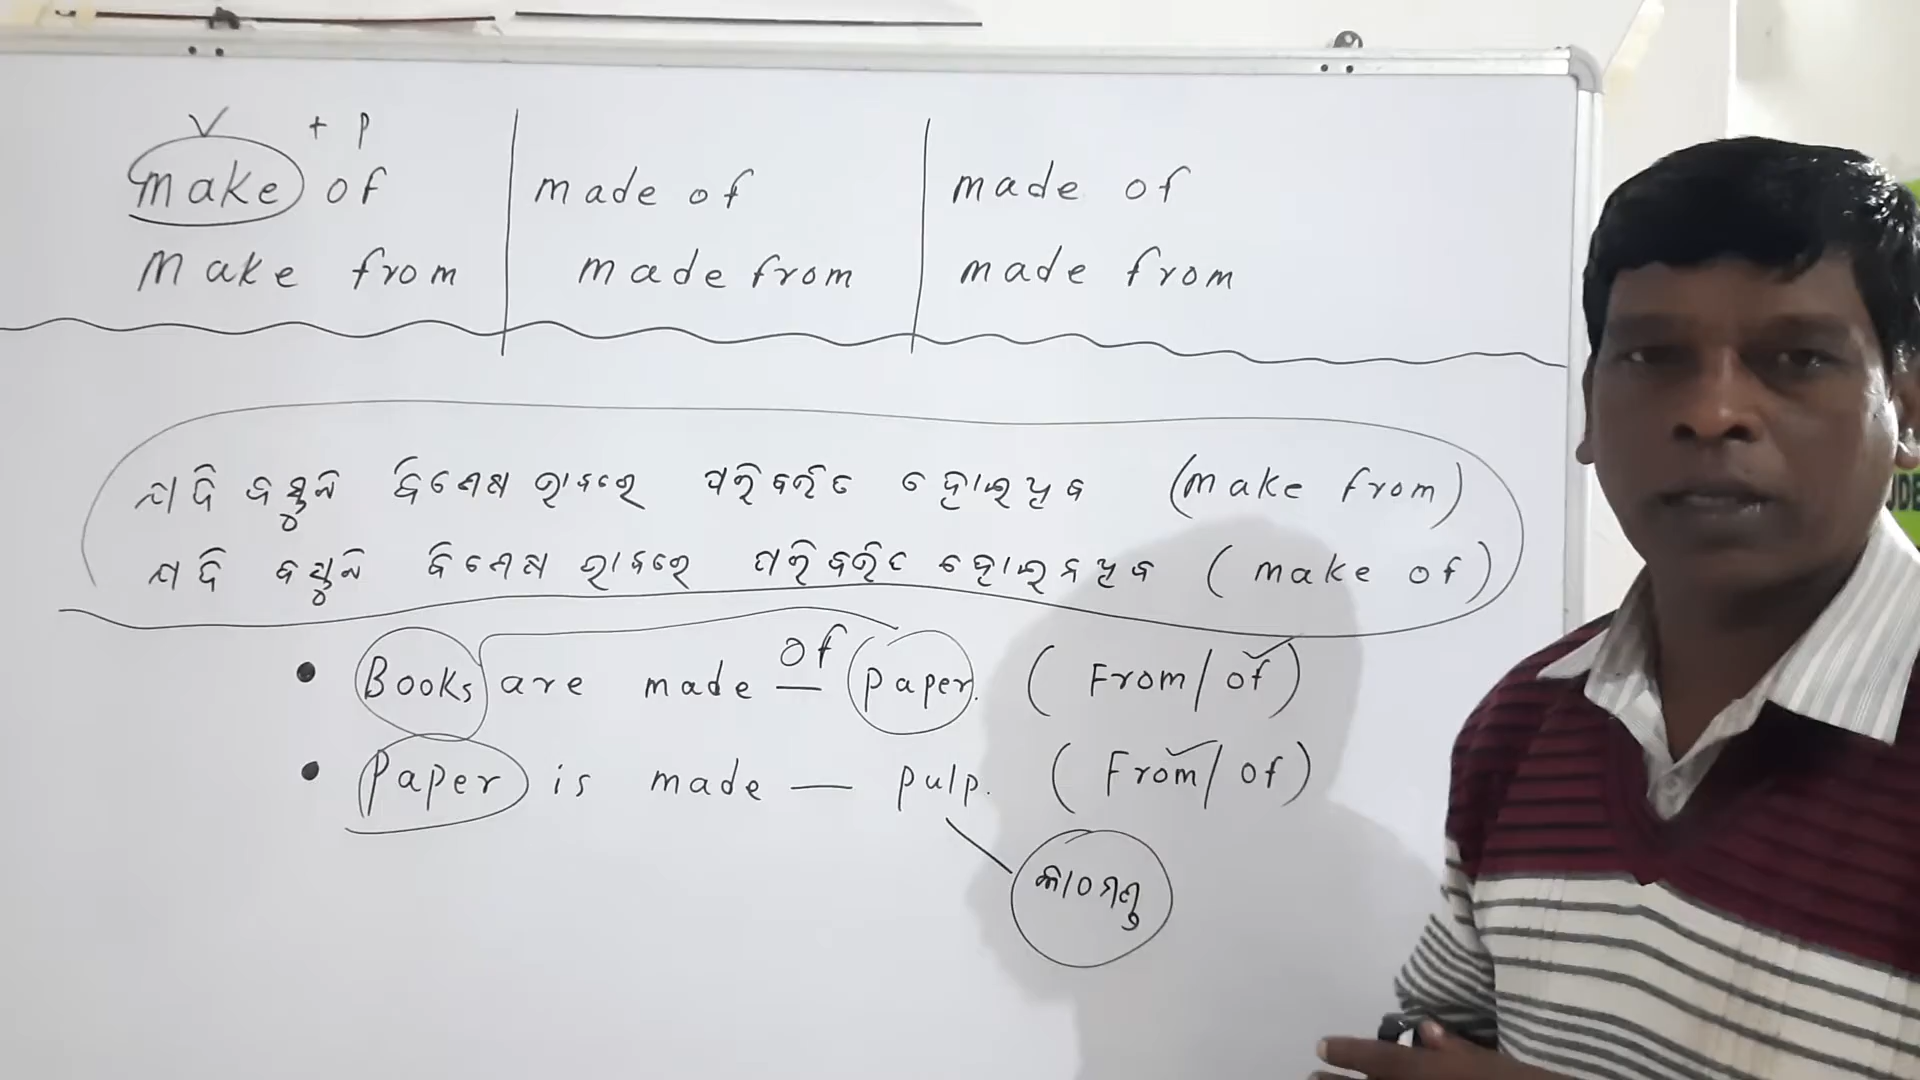 V + P
make of | made of | made of
make from | made from | made from
ଯଦି ବସ୍ତୁଟି ବିଶେଷ ଭାବରେ ପରିବର୍ତ୍ତିତ ହୋଇଥିବ (make from)
ଯଦି ବସ୍ତୁଟି ବିଶେଷ ଭାବରେ ପରିବର୍ତ୍ତିତ ହୋଇନଥିବ (make of)
• Books are made of paper. (From/of)
• Paper is made — pulp. (From/of)